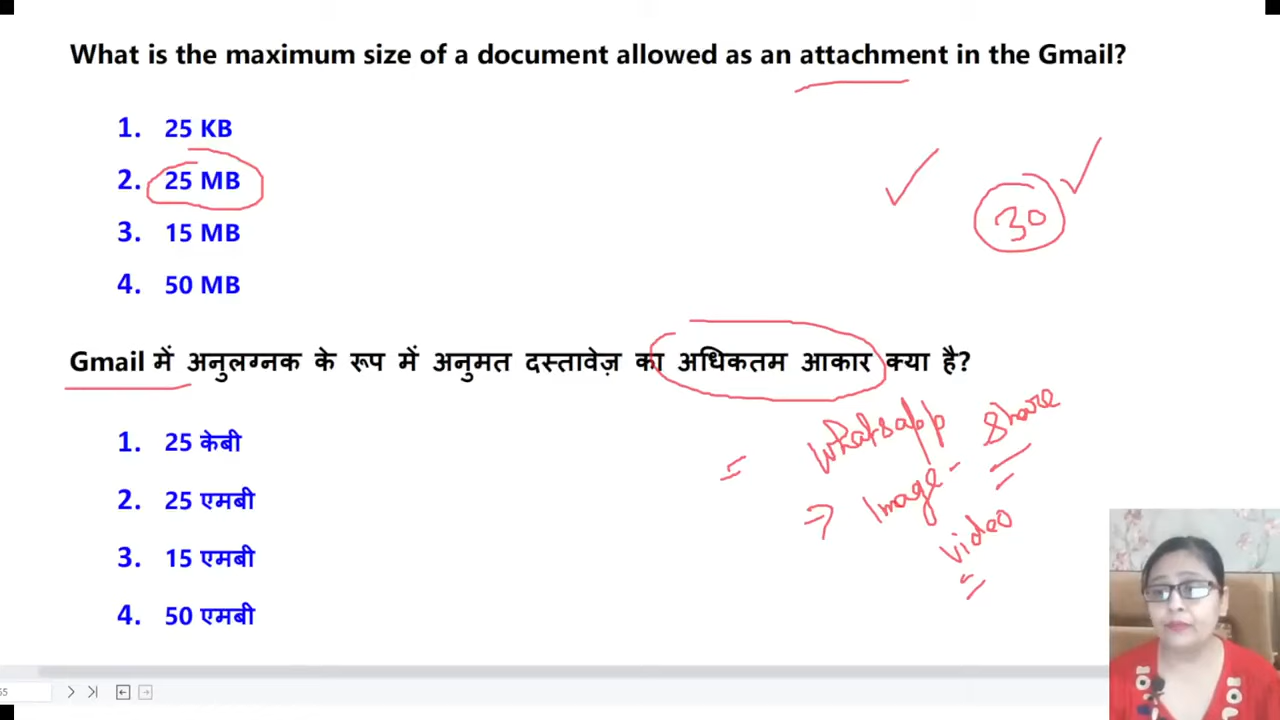 What is the maximum size of a document allowed as an attachment in the Gmail?
1. 25 KB
2. 25 MB
3. 15 MB
4. 50 MB
30
Gmail में अनुलग्नक के रूप में अनुमत दस्तावेज़ का अधिकतम आकार क्या है?
1. 25 केबी
2. 25 एमबी
3. 15 एमबी
4. 50 एमबी
whatsapp share
Image
video